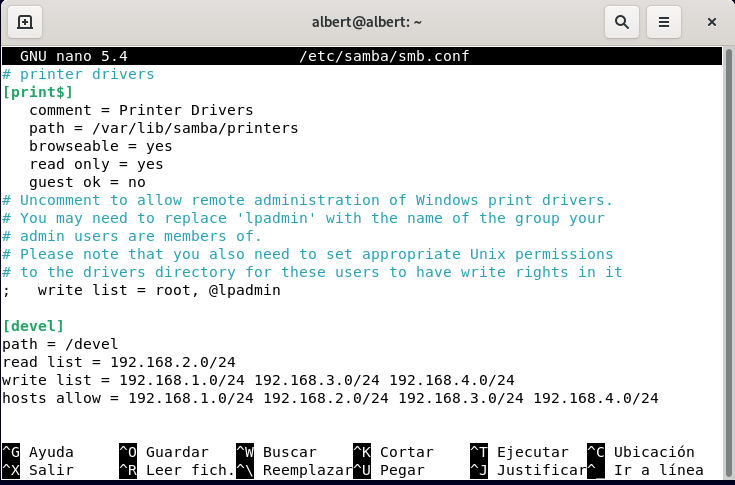 albert@albert: ~
GNU nano 5.4 /etc/samba/smb.conf
# printer drivers
[print$]
comment = Printer Drivers
path = /var/lib/samba/printers
browseable = yes
read only = yes
guest ok = no
# Uncomment to allow remote administration of Windows print drivers.
# You may need to replace 'lpadmin' with the name of the group your
# admin users are members of.
# Please note that you also need to set appropriate Unix permissions
# to the drivers directory for these users to have write rights in it
;   write list = root, @lpadmin
[devel]
path = /devel
read list = 192.168.2.0/24
write list = 192.168.1.0/24 192.168.3.0/24 192.168.4.0/24
hosts allow = 192.168.1.0/24 192.168.2.0/24 192.168.3.0/24 192.168.4.0/24
^G Ayuda ^O Guardar ^W Buscar ^K Cortar ^T Ejecutar ^C Ubicación
^X Salir ^R Leer fich. ^\ Reemplazar ^U Pegar ^J Justificar ^_ Ir a línea